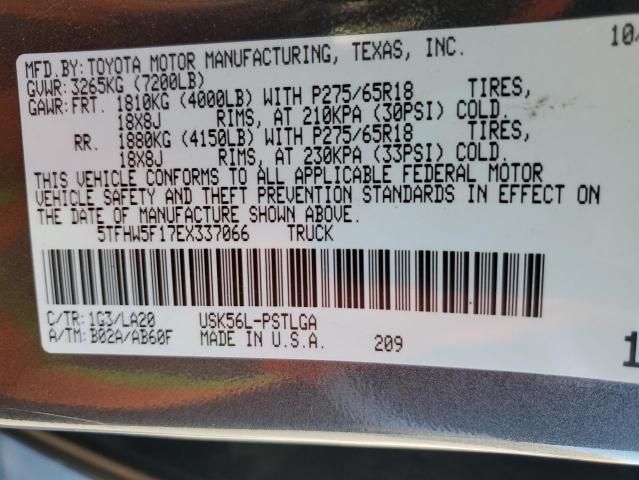 MFD.BY:TOYOTA MOTOR MANUFACTURING, TEXAS, INC. 10/
GVWR:3265KG (7200LB)
GAWR:FRT. 1810KG (4000LB) WITH P275/65R18 TIRES,
18X8J RIMS, AT 210KPA (30PSI) COLD.
RR. 1880KG (4150LB) WITH P275/65R18 TIRES,
18X8J RIMS, AT 230KPA (33PSI) COLD.
THIS VEHICLE CONFORMS TO ALL APPLICABLE FEDERAL MOTOR
VEHICLE SAFETY AND THEFT PREVENTION STANDARDS IN EFFECT ON
THE DATE OF MANUFACTURE SHOWN ABOVE.
5TFHW5F17EX337066 TRUCK
C/TR:1G3/LA20 USK56L-PSTLGA
A/TM:B02A/AB60F MADE IN U.S.A. 209
1